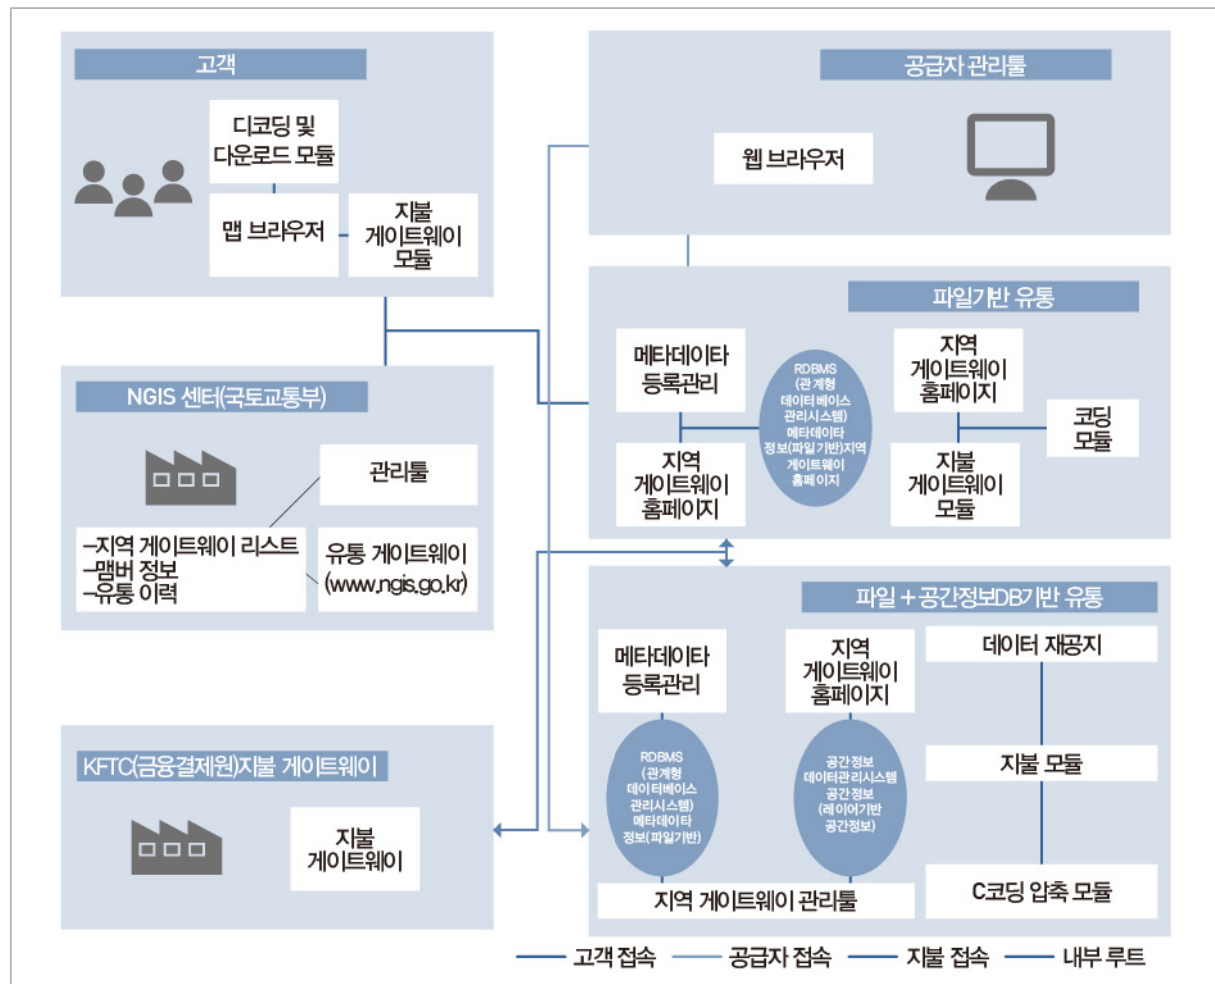 고객
디코딩 및
다운로드 모듈
맵 브라우저
지불
게이트웨이
모듈
공급자 관리툴
웹 브라우저
파일기반 유통
메타데이타
등록관리
지역
게이트웨이
홈페이지
RDBMS
(관계형
데이터베이스
관리시스템)
메타데이타
정보(파일기반)지역
게이트웨이
홈페이지
지역
게이트웨이
홈페이지
코딩
모듈
지불
게이트웨이
모듈
NGIS 센터(국토교통부)
관리툴
–지역 게이트웨이 리스트
–맴버 정보
–유통 이력
유통 게이트웨이
(www.ngis.go.kr)
파일 + 공간정보DB기반 유통
메타데이타
등록관리
지역
게이트웨이
홈페이지
데이터 재공지
RDBMS
(관계형
데이터베이스
관리시스템)
메타데이타
정보(파일기반)
공간정보
데이터관리시스템
공간정보
(레이어기반
공간정보)
지불 모듈
지역 게이트웨이 관리툴
C코딩 압축 모듈
KFTC(금융결제원)지불 게이트웨이
지불
게이트웨이
고객 접속
공급자 접속
지불 접속
내부 루트